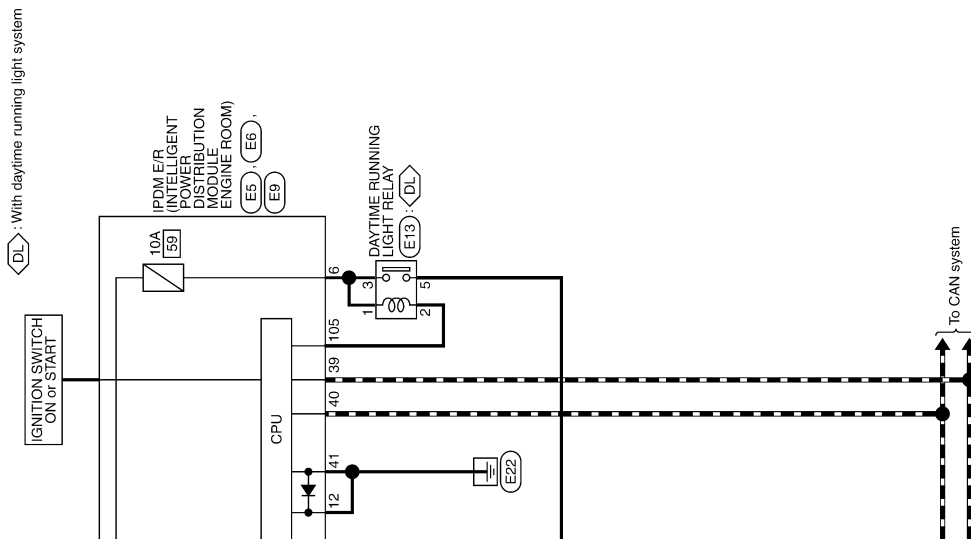 DL : With daytime running light system
IGNITION SWITCH
ON or START
IPDM E/R
(INTELLIGENT
POWER
DISTRIBUTION
MODULE
ENGINE ROOM)
E5 , E6 ,
E9
10A
59
DAYTIME RUNNING
LIGHT RELAY
E13 : DL
6
3
5
1
2
105
39
40
41
12
CPU
E22
To CAN system